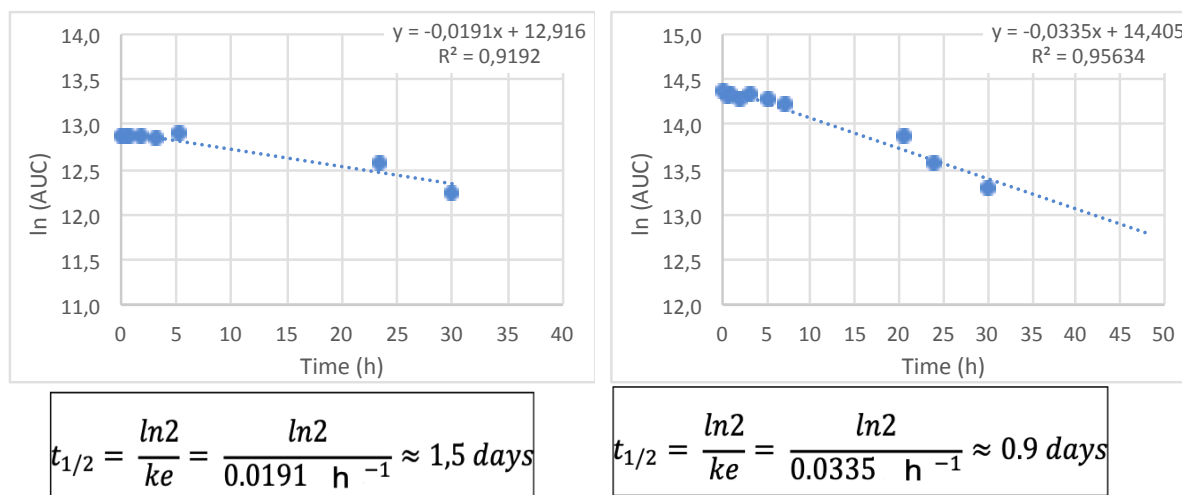 y = -0,0191x + 12,916
R² = 0,9192
14,0
13,5
13,0
12,5
12,0
11,5
11,0
ln (AUC)
0 5 10 15 20 25 30 35 40
Time (h)
y = -0,0335x + 14,405
R² = 0,95634
15,0
14,5
14,0
13,5
13,0
12,5
12,0
ln (AUC)
0 5 10 15 20 25 30 35 40 45 50
Time (h)
t1/2 = ln2/ke = ln2/0.0191 h⁻¹ ≈ 1,5 days
t1/2 = ln2/ke = ln2/0.0335 h⁻¹ ≈ 0.9 days